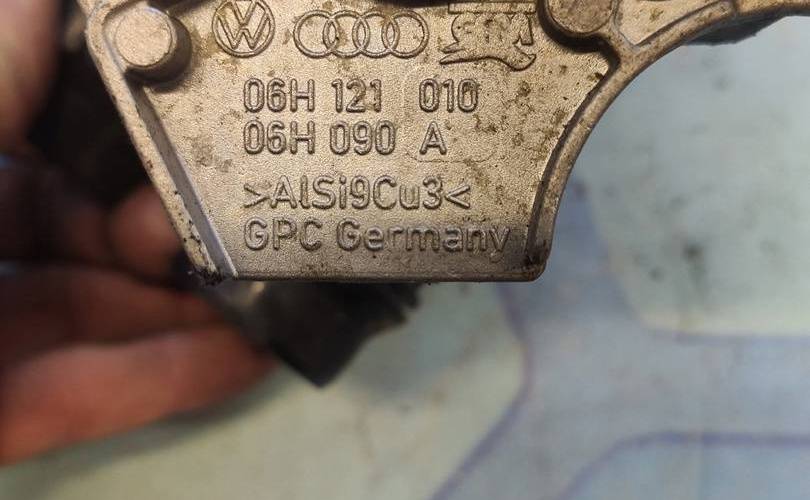 06H 121 010
06H 090 A
>AlSi9Cu3<
GPC Germany